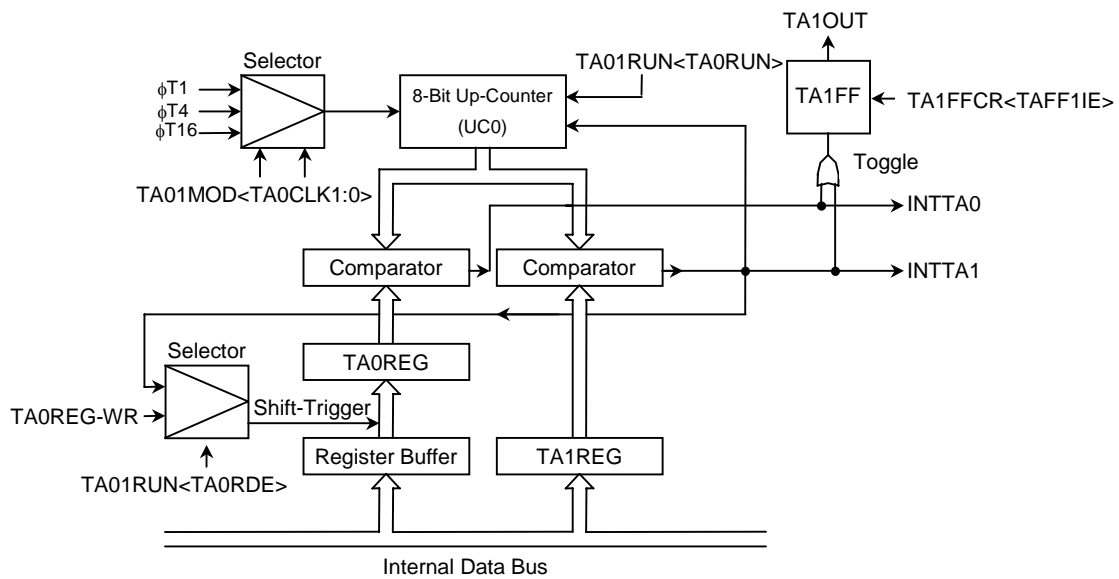 TA1OUT
Selector
TA01RUN<TA0RUN>
ϕT1
ϕT4
ϕT16
8-Bit Up-Counter
(UC0)
TA1FF
TA1FFCR<TAFF1IE>
Toggle
TA01MOD<TA0CLK1:0>
INTTA0
Comparator
Comparator
INTTA1
Selector
TA0REG
TA0REG-WR
Shift-Trigger
Register Buffer
TA1REG
TA01RUN<TA0RDE>
Internal Data Bus